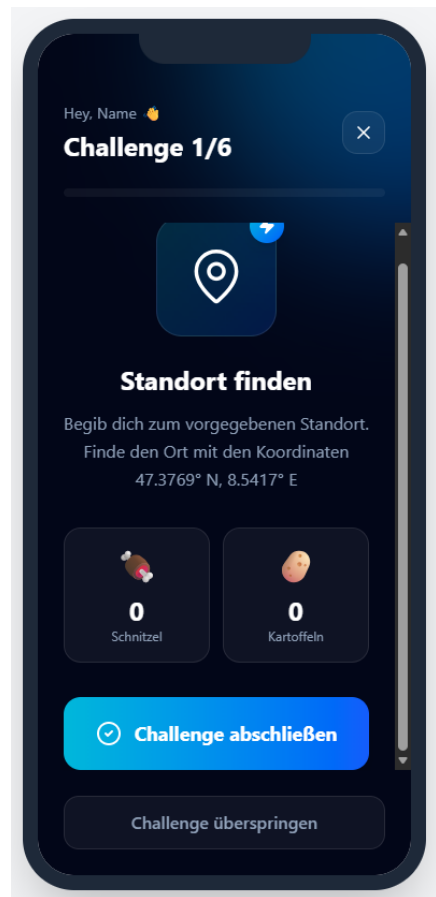 Hey, Name 👋
Challenge 1/6
Standort finden
Begib dich zum vorgegebenen Standort.
Finde den Ort mit den Koordinaten
47.3769° N, 8.5417° E
0
Schnitzel
0
Kartoffeln
Challenge abschließen
Challenge überspringen